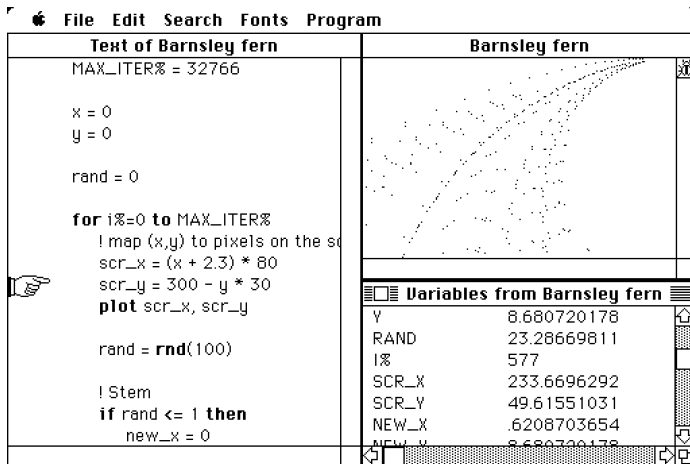 File Edit Search Fonts Program
Text of Barnsley fern
MAX_ITER% = 32766
x = 0
y = 0
rand = 0
for i%=0 to MAX_ITER%
! map (x,y) to pixels on the sc
scr_x = (x + 2.3) * 80
scr_y = 300 - y * 30
plot scr_x, scr_y
rand = rnd(100)
! Stem
if rand <= 1 then
new_x = 0
Barnsley fern
Variables from Barnsley fern
Y 8.680720178
RAND 23.28669811
I% 577
SCR_X 233.6696292
SCR_Y 49.61551031
NEW_X .6208703654
NEW_Y 8.680720178